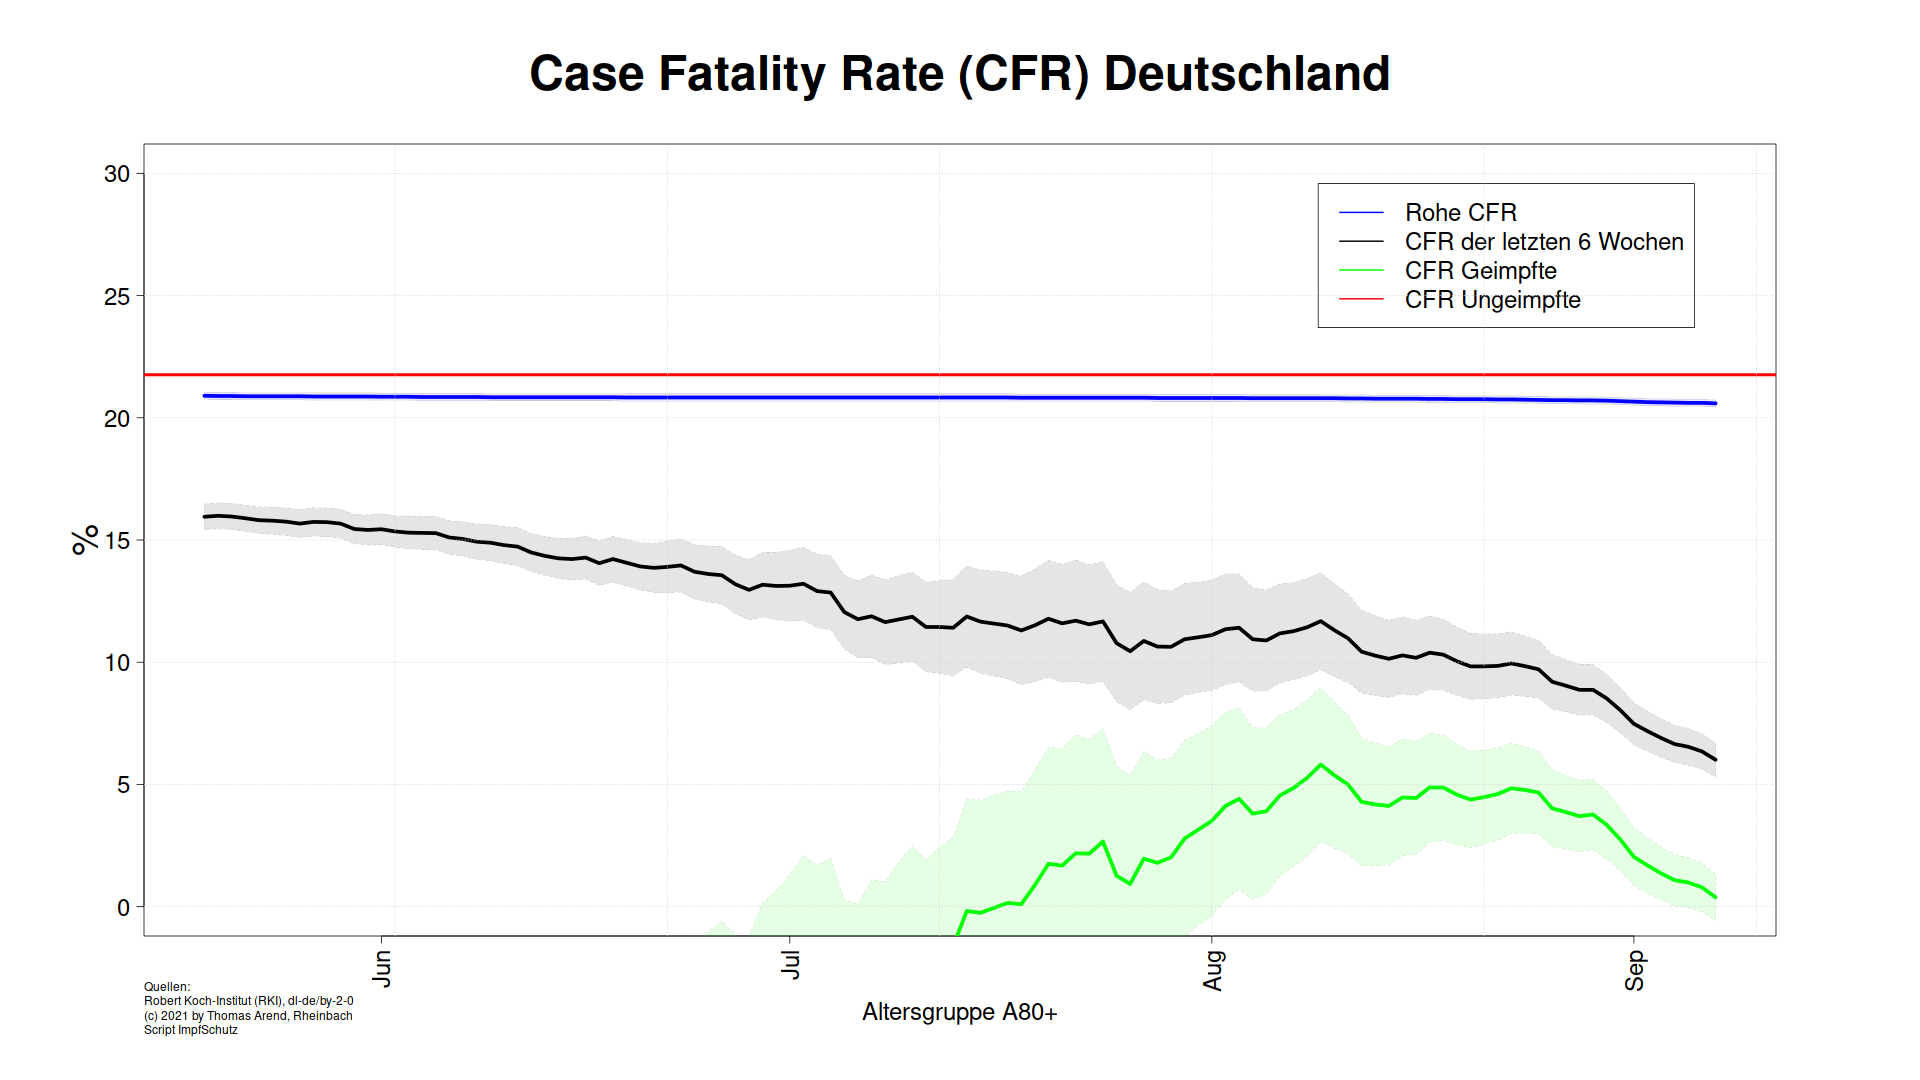 Case Fatality Rate (CFR) Deutschland
30
25
20
15
10
5
0
%
Rohe CFR
CFR der letzten 6 Wochen
CFR Geimpfte
CFR Ungeimpfte
Jun
Jul
Aug
Sep
Altersgruppe A80+
Quellen:
Robert Koch-Institut (RKI), dl-de/by-2-0
(c) 2021 by Thomas Arend, Rheinbach
Script ImpfSchutz